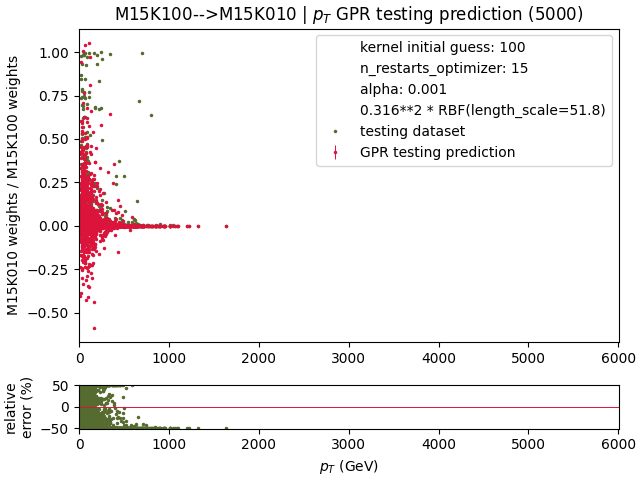 M15K100-->M15K010 | pT GPR testing prediction (5000)
M15K010 weights / M15K100 weights
1.00
0.75
0.50
0.25
0.00
−0.25
−0.50
kernel initial guess: 100
n_restarts_optimizer: 15
alpha: 0.001
0.316**2 * RBF(length_scale=51.8)
testing dataset
GPR testing prediction
0 1000 2000 3000 4000 5000 6000
relative
error (%)
50
0
−50
0 1000 2000 3000 4000 5000 6000
pT (GeV)